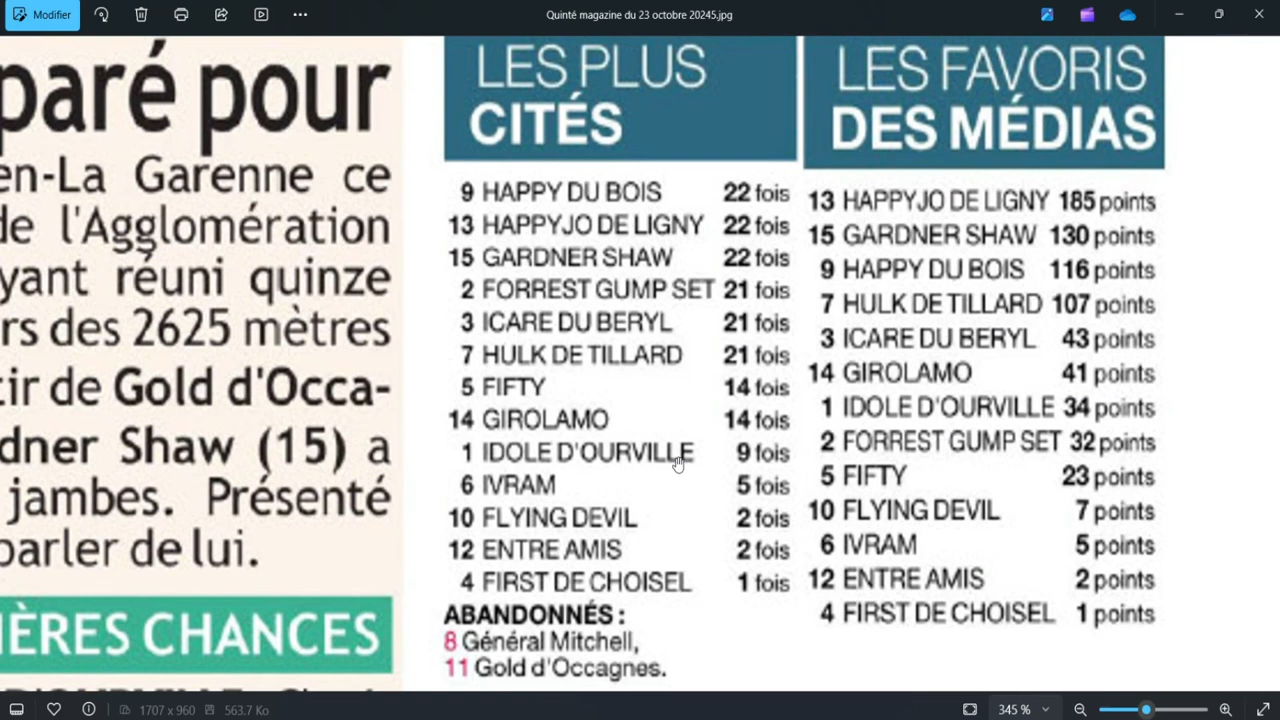 Modifier
Quinté magazine du 23 octobre 20245.jpg
paré pour
en-La Garenne ce
de l'Agglomération
yant réuni quinze
rs des 2625 mètres
tir de Gold d'Occa-
dner Shaw (15) a
jambes. Présenté
parler de lui.
IÈRES CHANCES
LES PLUS
CITÉS
9 HAPPY DU BOIS 22 fois
13 HAPPYJO DE LIGNY 22 fois
15 GARDNER SHAW 22 fois
2 FORREST GUMP SET 21 fois
3 ICARE DU BERYL 21 fois
7 HULK DE TILLARD 21 fois
5 FIFTY 14 fois
14 GIROLAMO 14 fois
1 IDOLE D'OURVILLE 9 fois
6 IVRAM 5 fois
10 FLYING DEVIL 2 fois
12 ENTRE AMIS 2 fois
4 FIRST DE CHOISEL 1 fois
ABANDONNÉS :
8 Général Mitchell,
11 Gold d'Occagnes.
LES FAVORIS
DES MÉDIAS
13 HAPPYJO DE LIGNY 185 points
15 GARDNER SHAW 130 points
9 HAPPY DU BOIS 116 points
7 HULK DE TILLARD 107 points
3 ICARE DU BERYL 43 points
14 GIROLAMO 41 points
1 IDOLE D'OURVILLE 34 points
2 FORREST GUMP SET 32 points
5 FIFTY 23 points
10 FLYING DEVIL 7 points
6 IVRAM 5 points
12 ENTRE AMIS 2 points
4 FIRST DE CHOISEL 1 points
1707 x 960 563.7 Ko 345 %